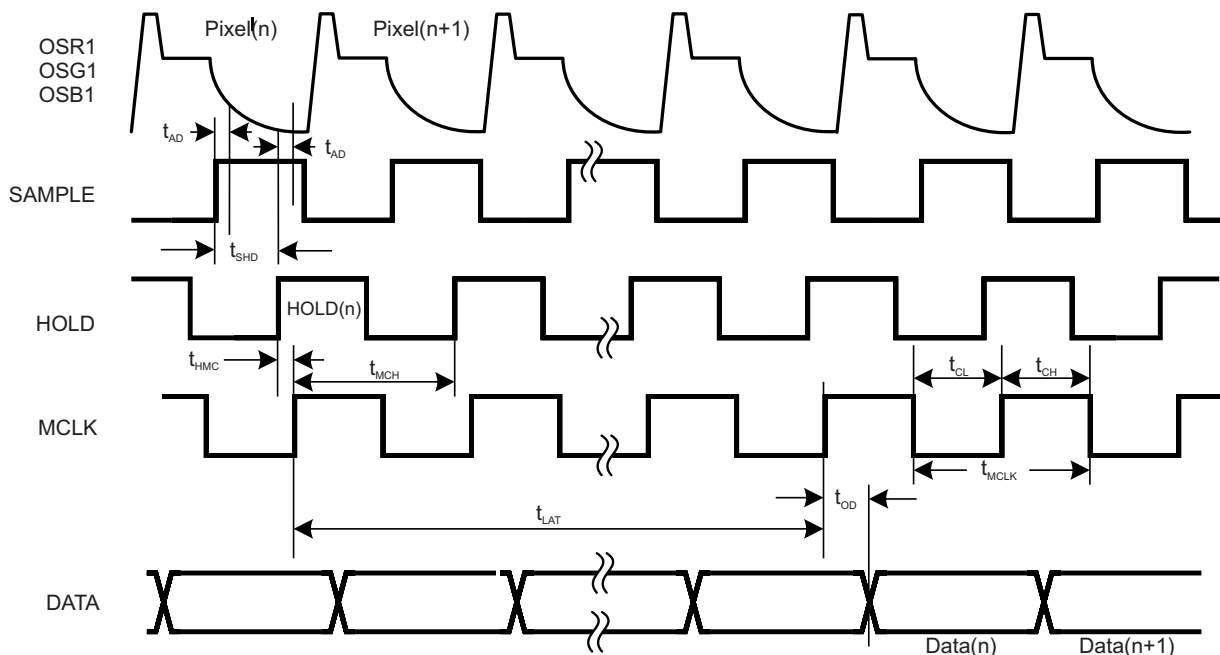 Pixel(n)
Pixel(n+1)
OSR1
OSG1
OSB1
tAD
tAD
SAMPLE
tSHD
HOLD(n)
HOLD
tHMC
tMCH
tCL
tCH
MCLK
tMCLK
tOD
tLAT
DATA
Data(n)
Data(n+1)